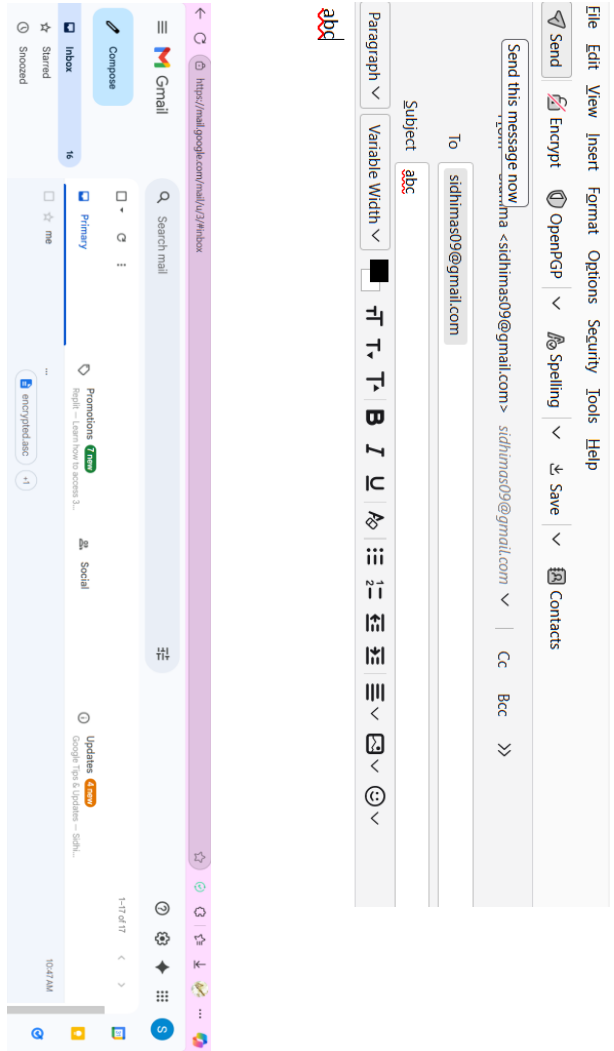 File Edit View Insert Format Options Security Tools Help
Send Encrypt OpenPGP Spelling Save Contacts
Send this message now
<sidhimas09@gmail.com> sidhimas09@gmail.com Cc Bcc
To sidhimas09@gmail.com
Subject abc
Paragraph Variable Width
abc
https://mail.google.com/mail/u/3/#inbox
Gmail Search mail
S
Compose
1–17 of 17
Inbox 16
Primary
Promotions 7 new
Replit — Learn how to access 3...
Social
Updates 4 new
Google Tips & Updates — Sidhi...
Starred
me ... 10:47 AM
Snoozed
encrypted.asc +1